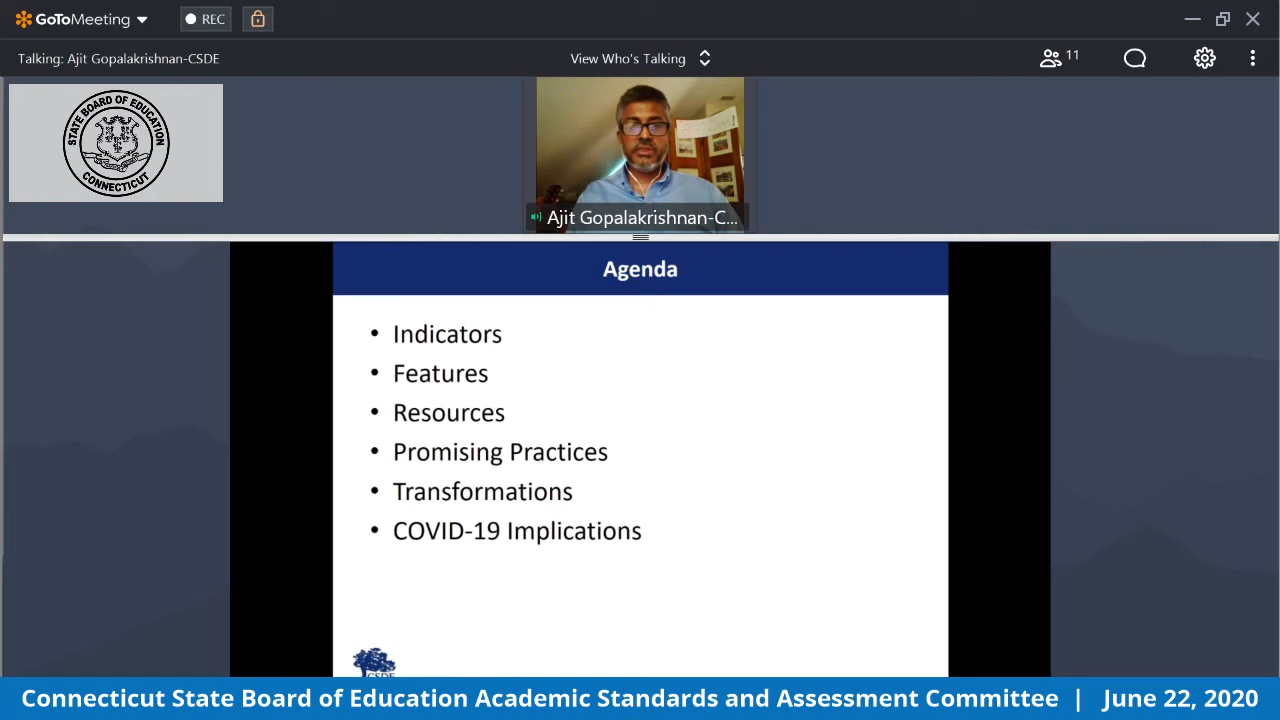 GoToMeeting
REC
Talking: Ajit Gopalakrishnan-CSDE
View Who's Talking
11
STATE BOARD OF EDUCATION
CONNECTICUT
Ajit Gopalakrishnan-C...
Agenda
• Indicators
• Features
• Resources
• Promising Practices
• Transformations
• COVID-19 Implications
CSDE
Connecticut State Board of Education Academic Standards and Assessment Committee | June 22, 2020